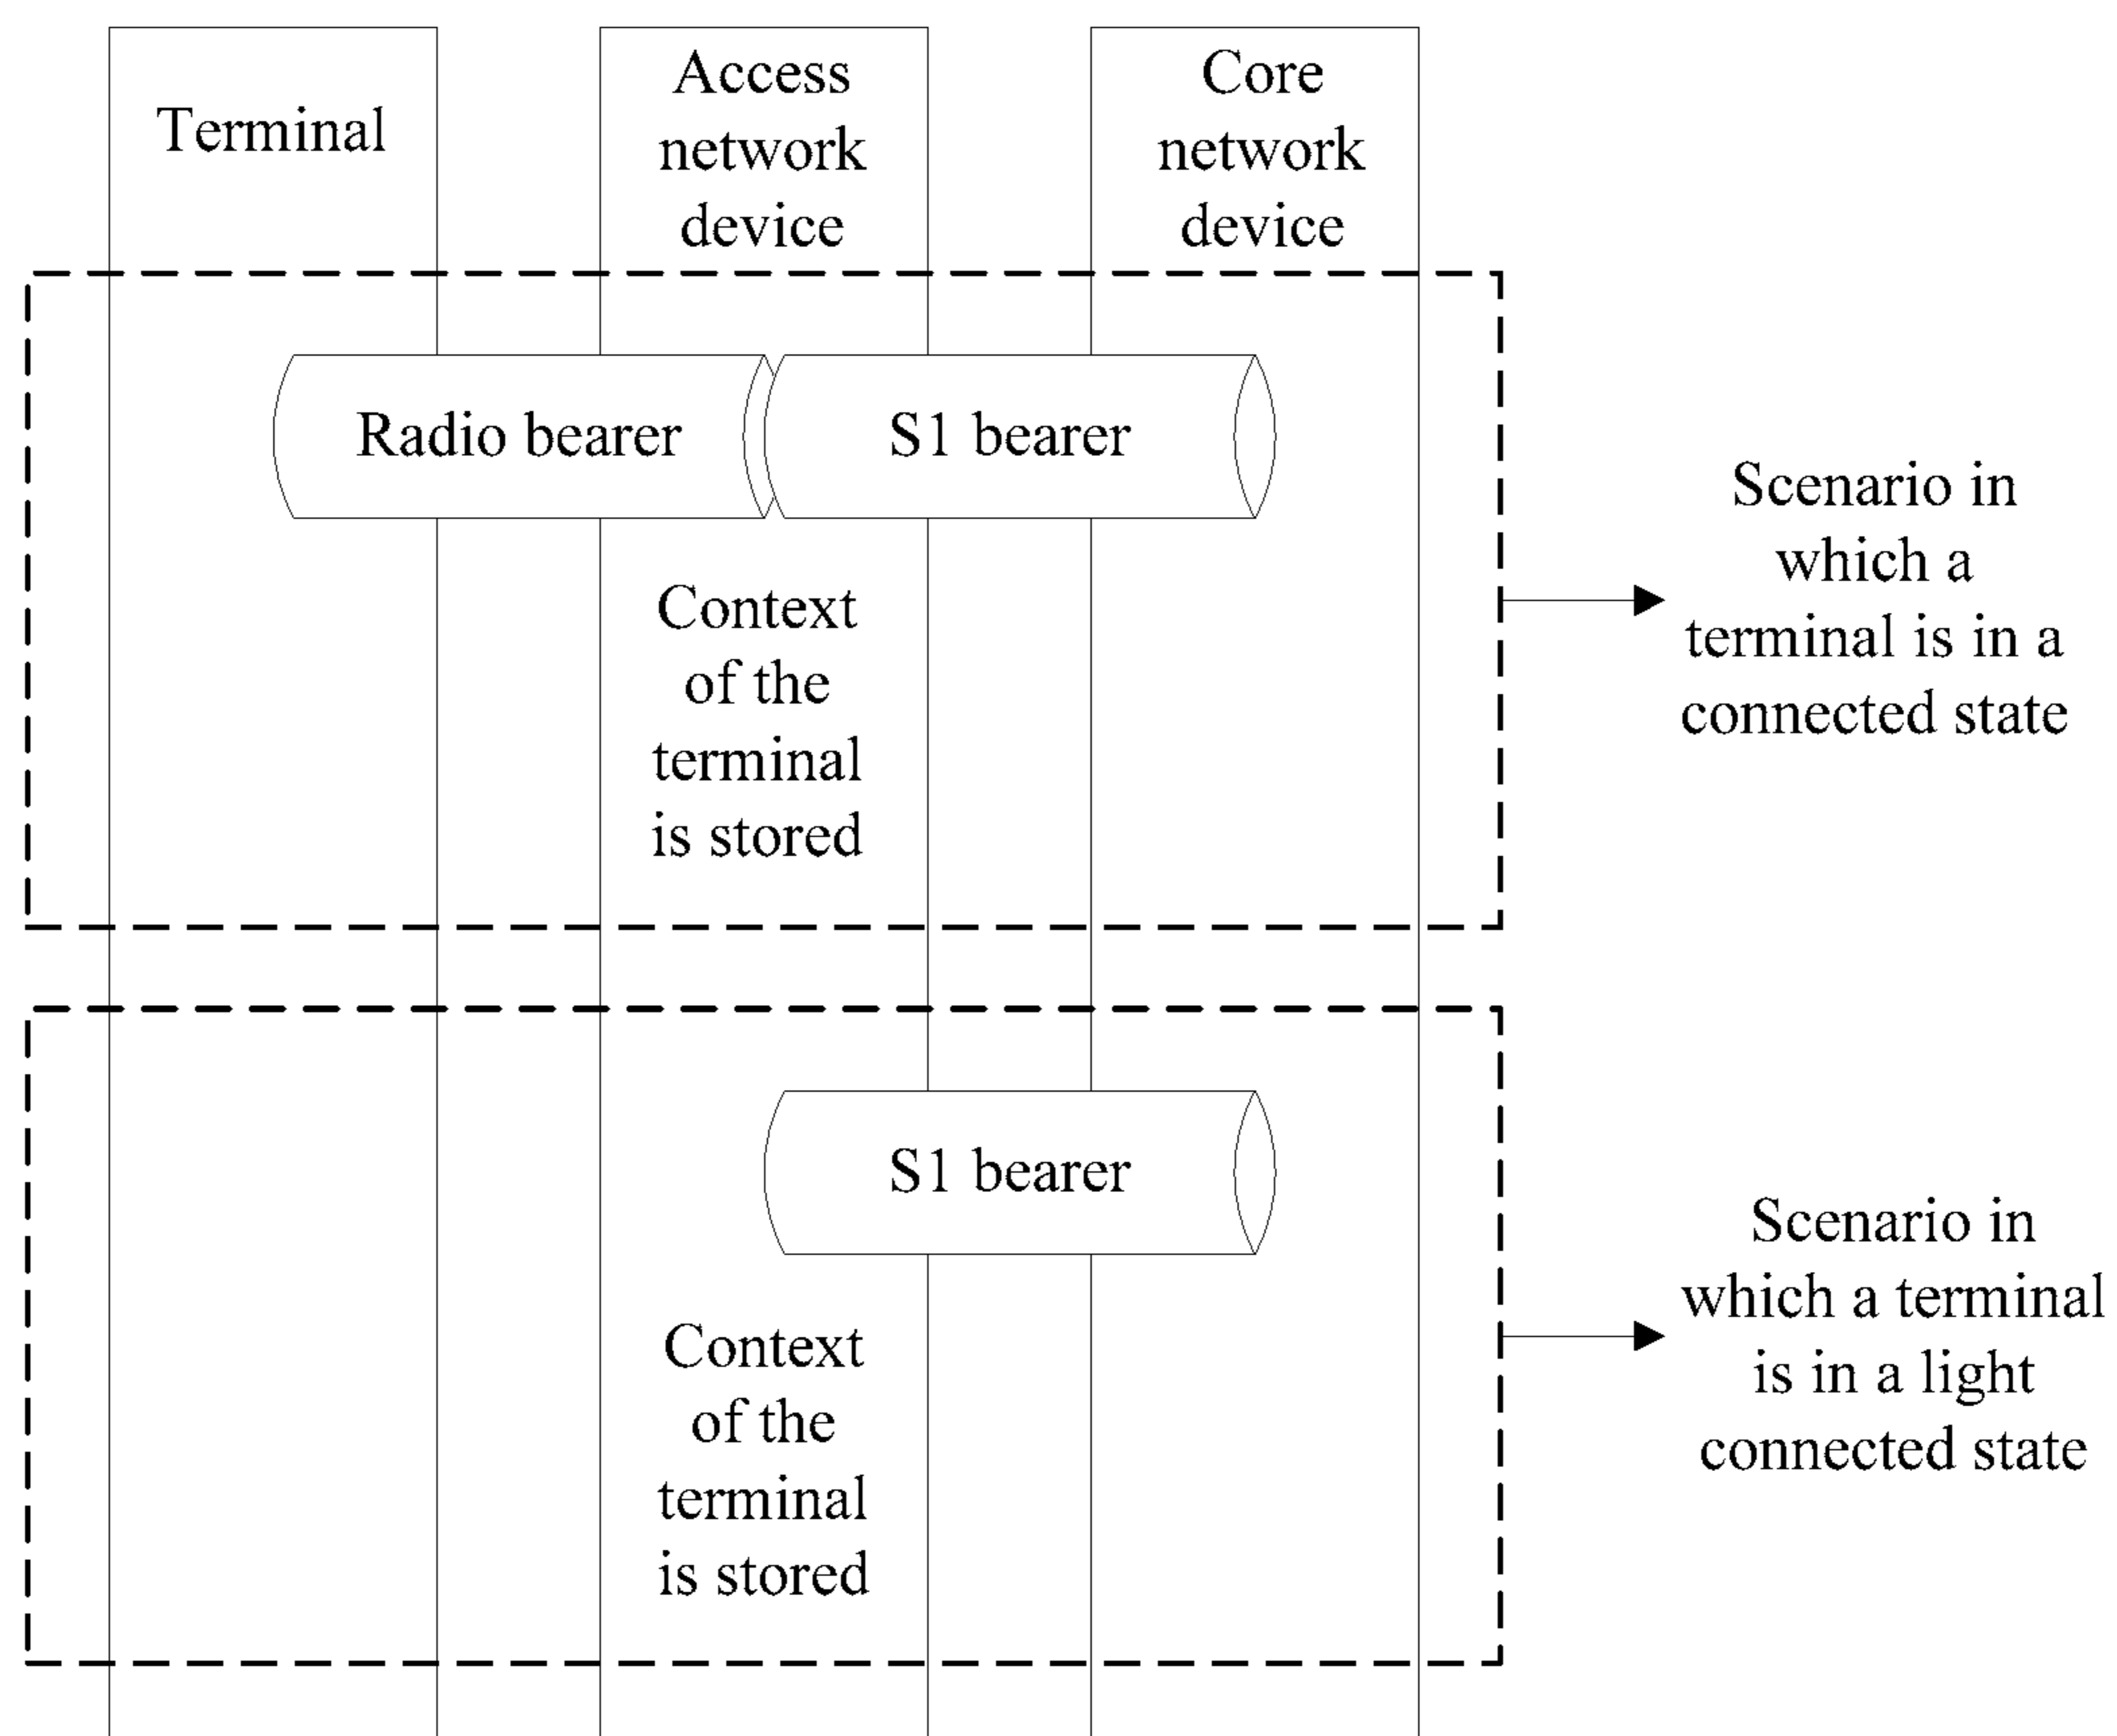 Terminal
Access
network
device
Core
network
device
Radio bearer
S1 bearer
Context
of the
terminal
is stored
Scenario in
which a
terminal is in a
connected state
S1 bearer
Context
of the
terminal
is stored
Scenario in
which a terminal
is in a light
connected state